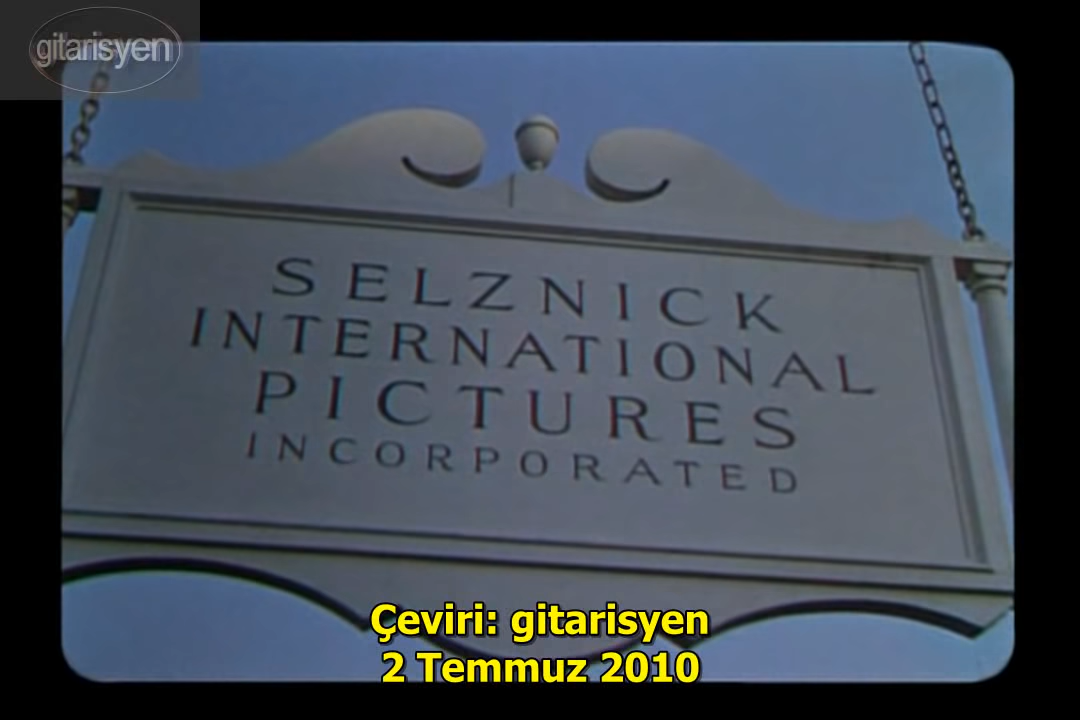 gitarisyen
SELZNICK
INTERNATIONAL
PICTURES
INCORPORATED
Çeviri: gitarisyen
2 Temmuz 2010